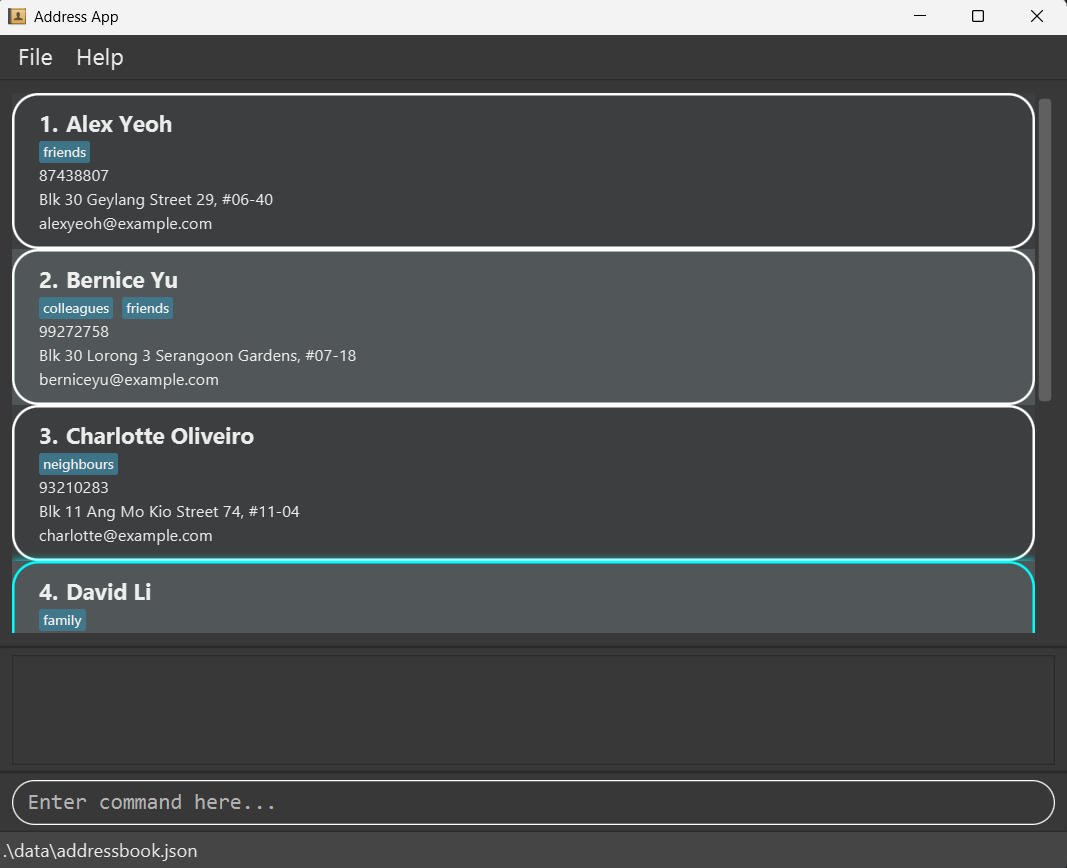 Address App
File Help
1. Alex Yeoh
friends
87438807
Blk 30 Geylang Street 29, #06-40
alexyeoh@example.com
2. Bernice Yu
colleagues friends
99272758
Blk 30 Lorong 3 Serangoon Gardens, #07-18
berniceyu@example.com
3. Charlotte Oliveiro
neighbours
93210283
Blk 11 Ang Mo Kio Street 74, #11-04
charlotte@example.com
4. David Li
family
Enter command here...
.\data\addressbook.json